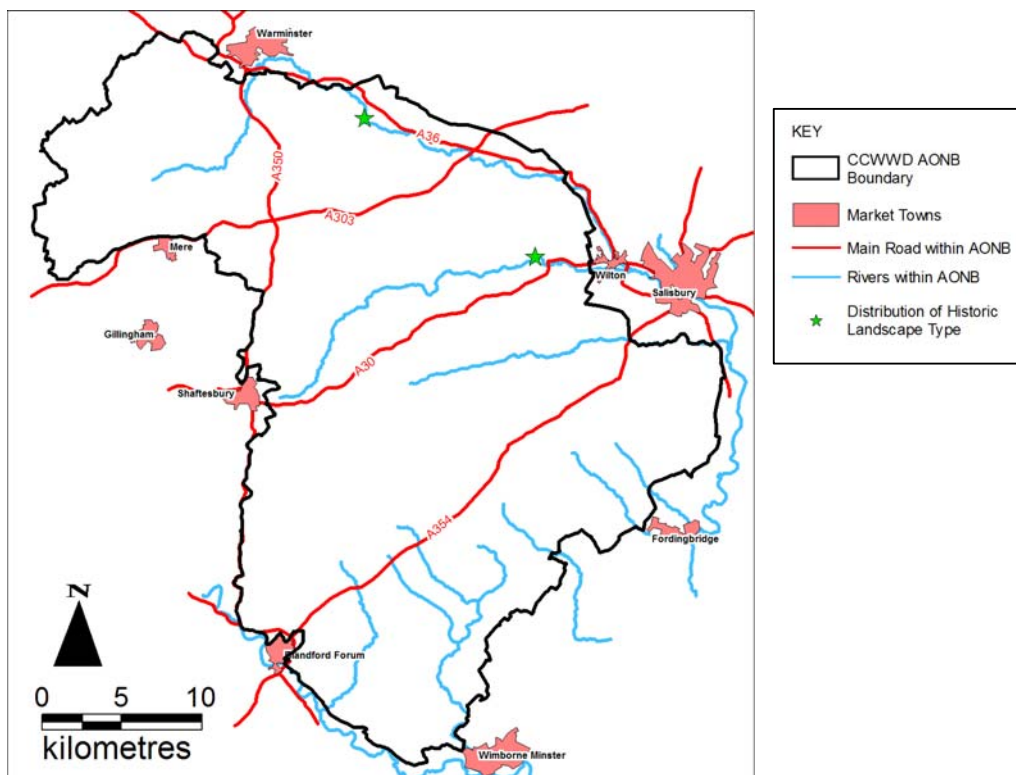 Warminster
A36
A350
A303
Mere
Wilton
Salisbury
Gillingham
Shaftesbury
A30
A354
Fordingbridge
N
Blandford Forum
0 5 10
kilometres
Wimborne Minster
KEY
CCWWD AONB
Boundary
Market Towns
Main Road within AONB
Rivers within AONB
Distribution of Historic
Landscape Type